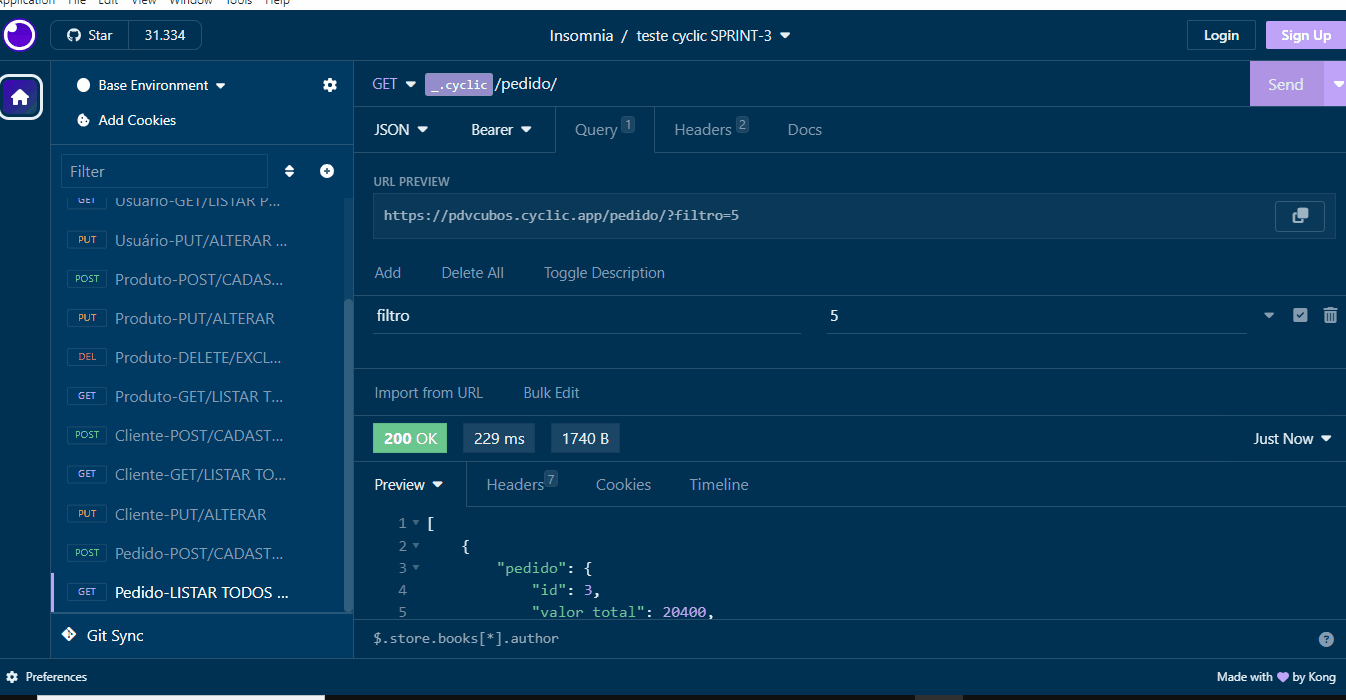 Application File Edit View Window Tools Help
Star 31.334
Insomnia / teste cyclic SPRINT-3
Login Sign Up
Base Environment
Add Cookies
Filter
GET Usuário-GET/LISTAR P...
PUT Usuário-PUT/ALTERAR ...
POST Produto-POST/CADAS...
PUT Produto-PUT/ALTERAR
DEL Produto-DELETE/EXCL...
GET Produto-GET/LISTAR T...
POST Cliente-POST/CADAST...
GET Cliente-GET/LISTAR TO...
PUT Cliente-PUT/ALTERAR
POST Pedido-POST/CADAST...
GET Pedido-LISTAR TODOS ...
Git Sync
GET _.cyclic/pedido/ Send
JSON Bearer Query 1 Headers 2 Docs
URL PREVIEW
https://pdvcubos.cyclic.app/pedido/?filtro=5
Add Delete All Toggle Description
filtro 5
Import from URL Bulk Edit
200 OK 229 ms 1740 B Just Now
Preview Headers 7 Cookies Timeline
1 [
2 {
3 "pedido": {
4 "id": 3,
5 "valor_total": 20400,
$.store.books[*].author
Preferences
Made with by Kong